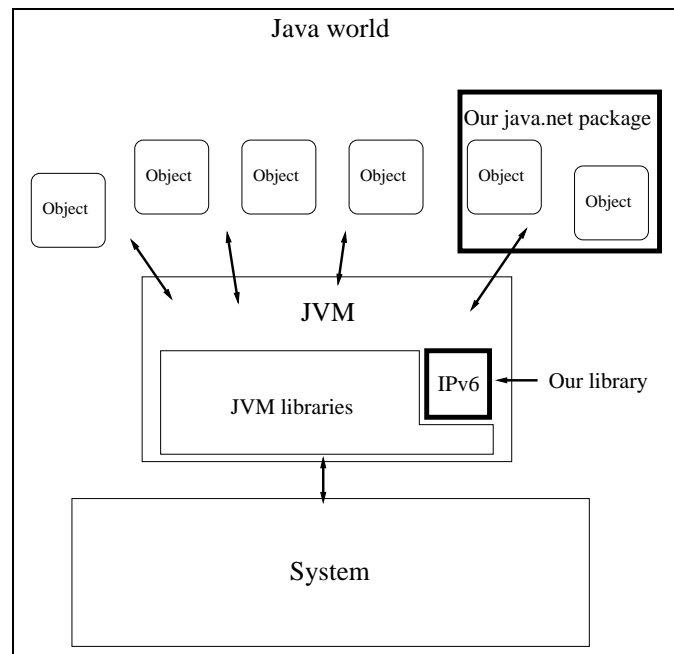 Java world
Our java.net package
Object
Object
Object
Object
Object
Object
JVM
IPv6
Our library
JVM libraries
System